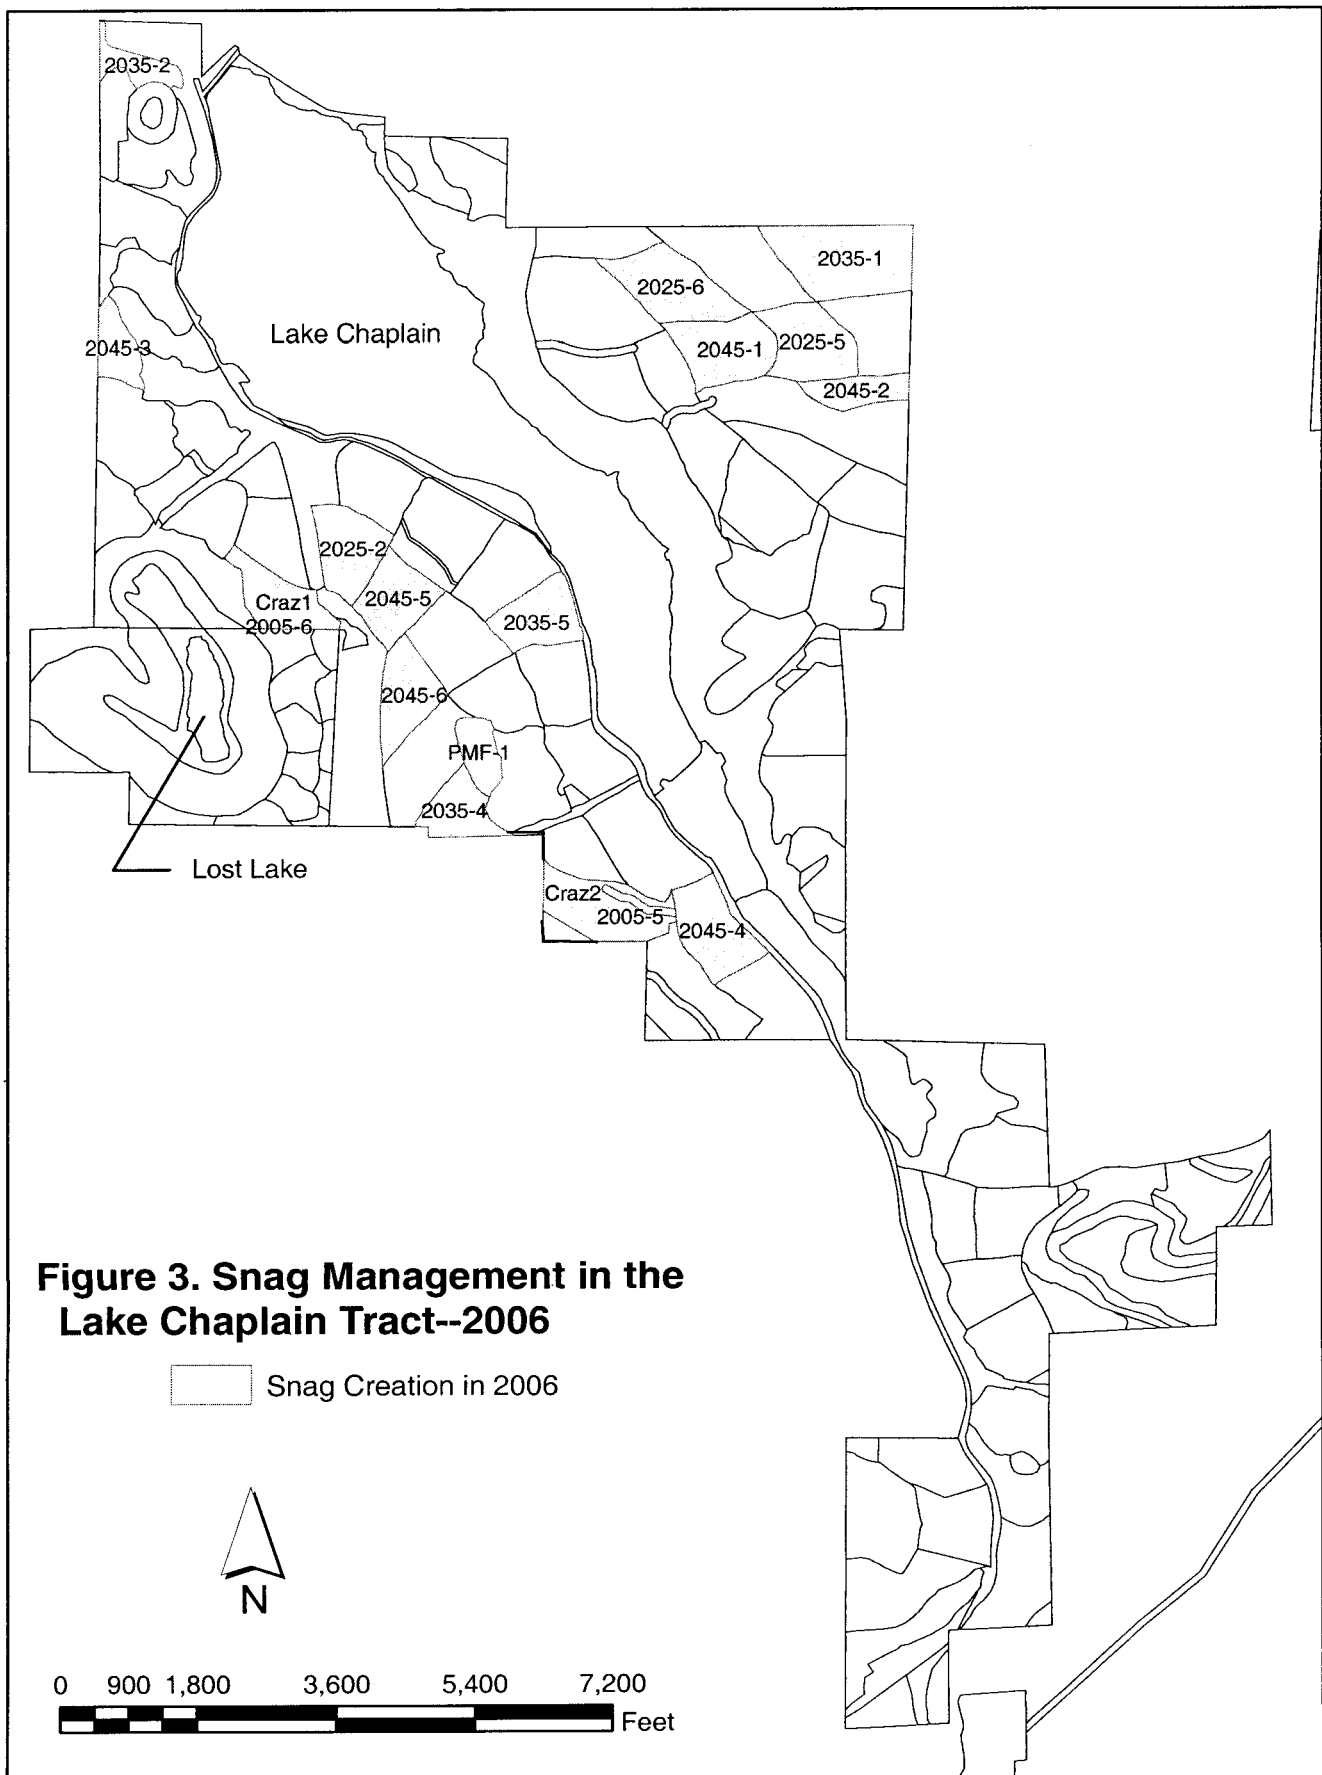 2035-2
2035-1
2025-6
Lake Chaplain
2045-3
2045-1
2025-5
2045-2
2025-2
2045-5
Craz1
2005-6
2035-5
2045-6
PMF-1
2035-4
Lost Lake
Craz2
2005-5
2045-4
Figure 3. Snag Management in the
Lake Chaplain Tract--2006
Snag Creation in 2006
N
0 900 1,800 3,600 5,400 7,200
Feet